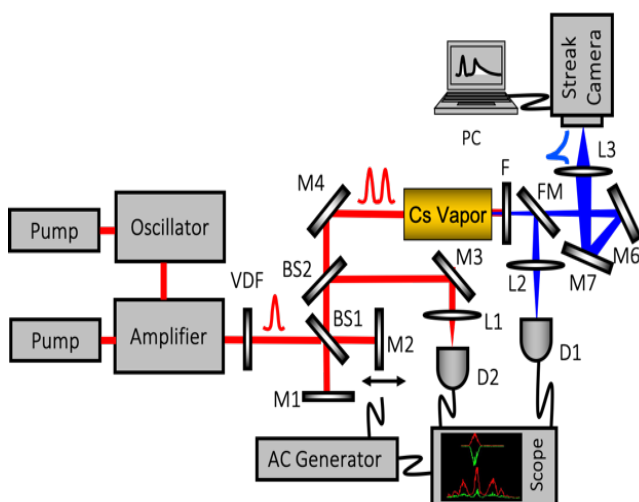 Streak
Camera
PC
L3
M4
F
FM
Cs Vapor
M6
Pump
Oscillator
VDF
BS2
M3
L2
M7
Pump
Amplifier
BS1
L1
M2
D1
M1
D2
AC Generator
Scope